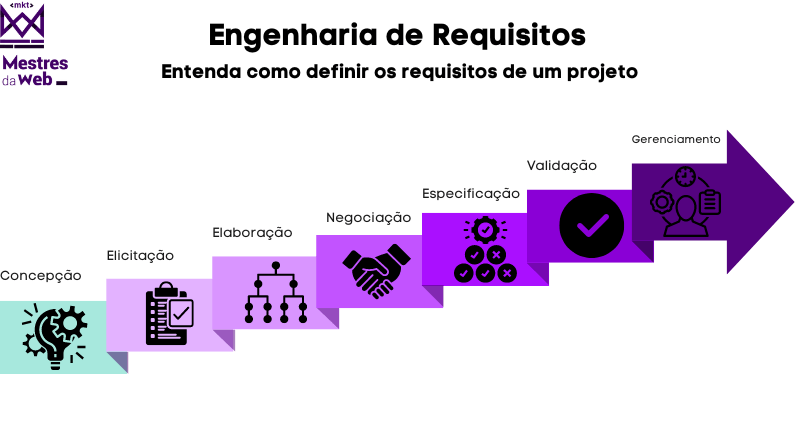 <mkt>
Mestres
da Web
Engenharia de Requisitos
Entenda como definir os requisitos de um projeto
Concepção
Elicitação
Elaboração
Negociação
Especificação
Validação
Gerenciamento